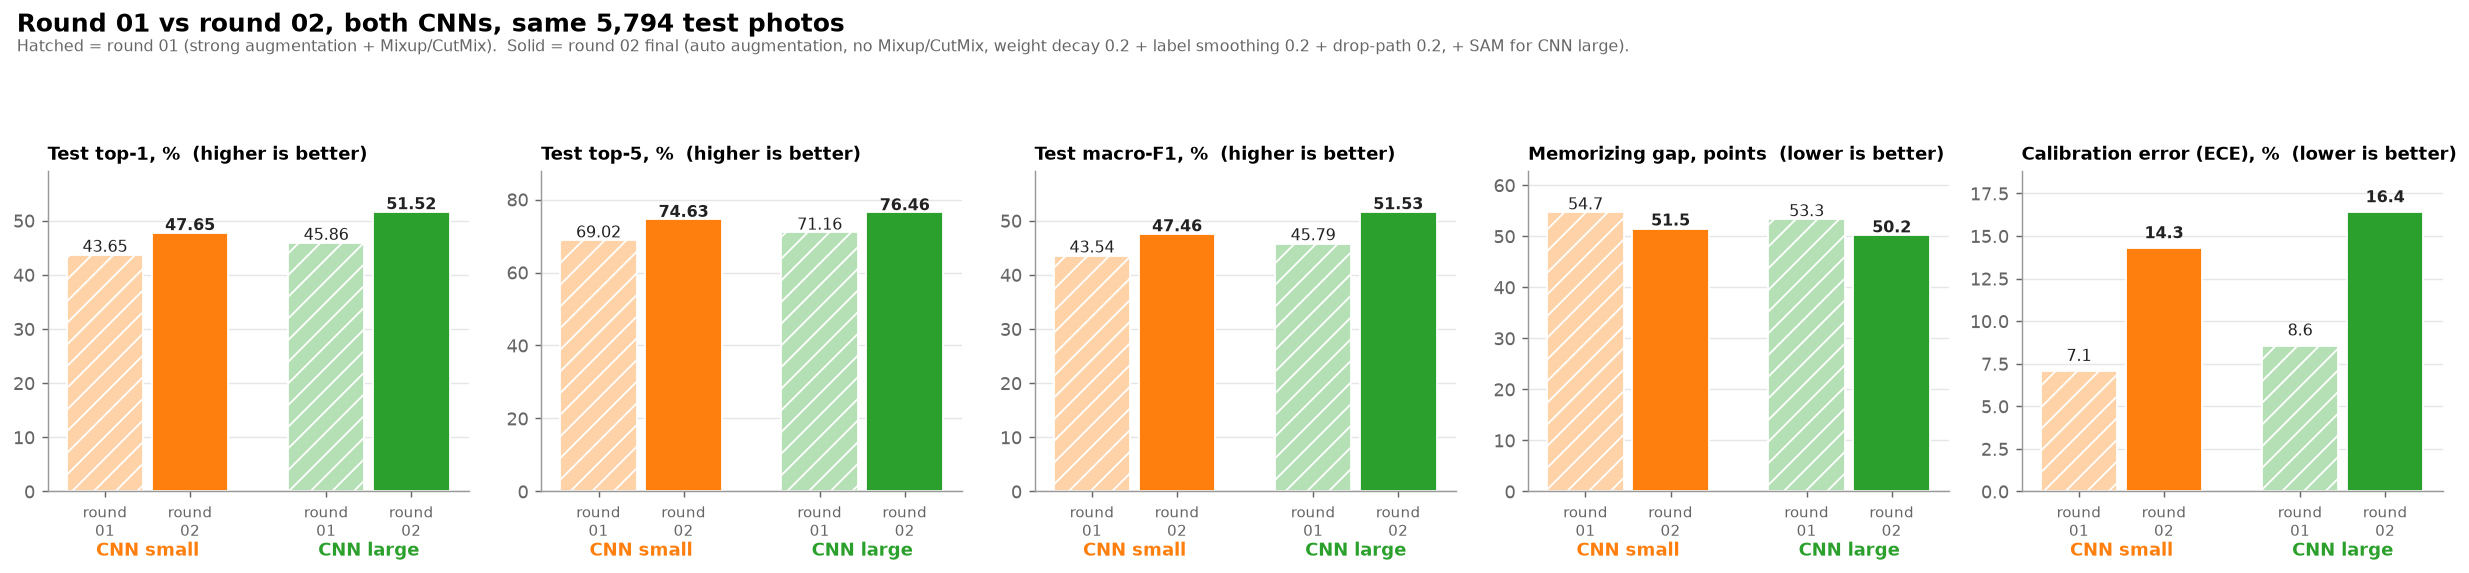 Round 01 vs round 02, both CNNs, same 5,794 test photos
Hatched = round 01 (strong augmentation + Mixup/CutMix).  Solid = round 02 final (auto augmentation, no Mixup/CutMix, weight decay 0.2 + label smoothing 0.2 + drop-path 0.2, + SAM for CNN large).
Test top-1, %  (higher is better)
50
40
30
20
10
0
43.65
47.65
45.86
51.52
round 01
round 02
round 01
round 02
CNN small
CNN large
Test top-5, %  (higher is better)
80
60
40
20
0
69.02
74.63
71.16
76.46
round 01
round 02
round 01
round 02
CNN small
CNN large
Test macro-F1, %  (higher is better)
50
40
30
20
10
0
43.54
47.46
45.79
51.53
round 01
round 02
round 01
round 02
CNN small
CNN large
Memorizing gap, points  (lower is better)
60
50
40
30
20
10
0
54.7
51.5
53.3
50.2
round 01
round 02
round 01
round 02
CNN small
CNN large
Calibration error (ECE), %  (lower is better)
17.5
15.0
12.5
10.0
7.5
5.0
2.5
0.0
7.1
14.3
8.6
16.4
round 01
round 02
round 01
round 02
CNN small
CNN large